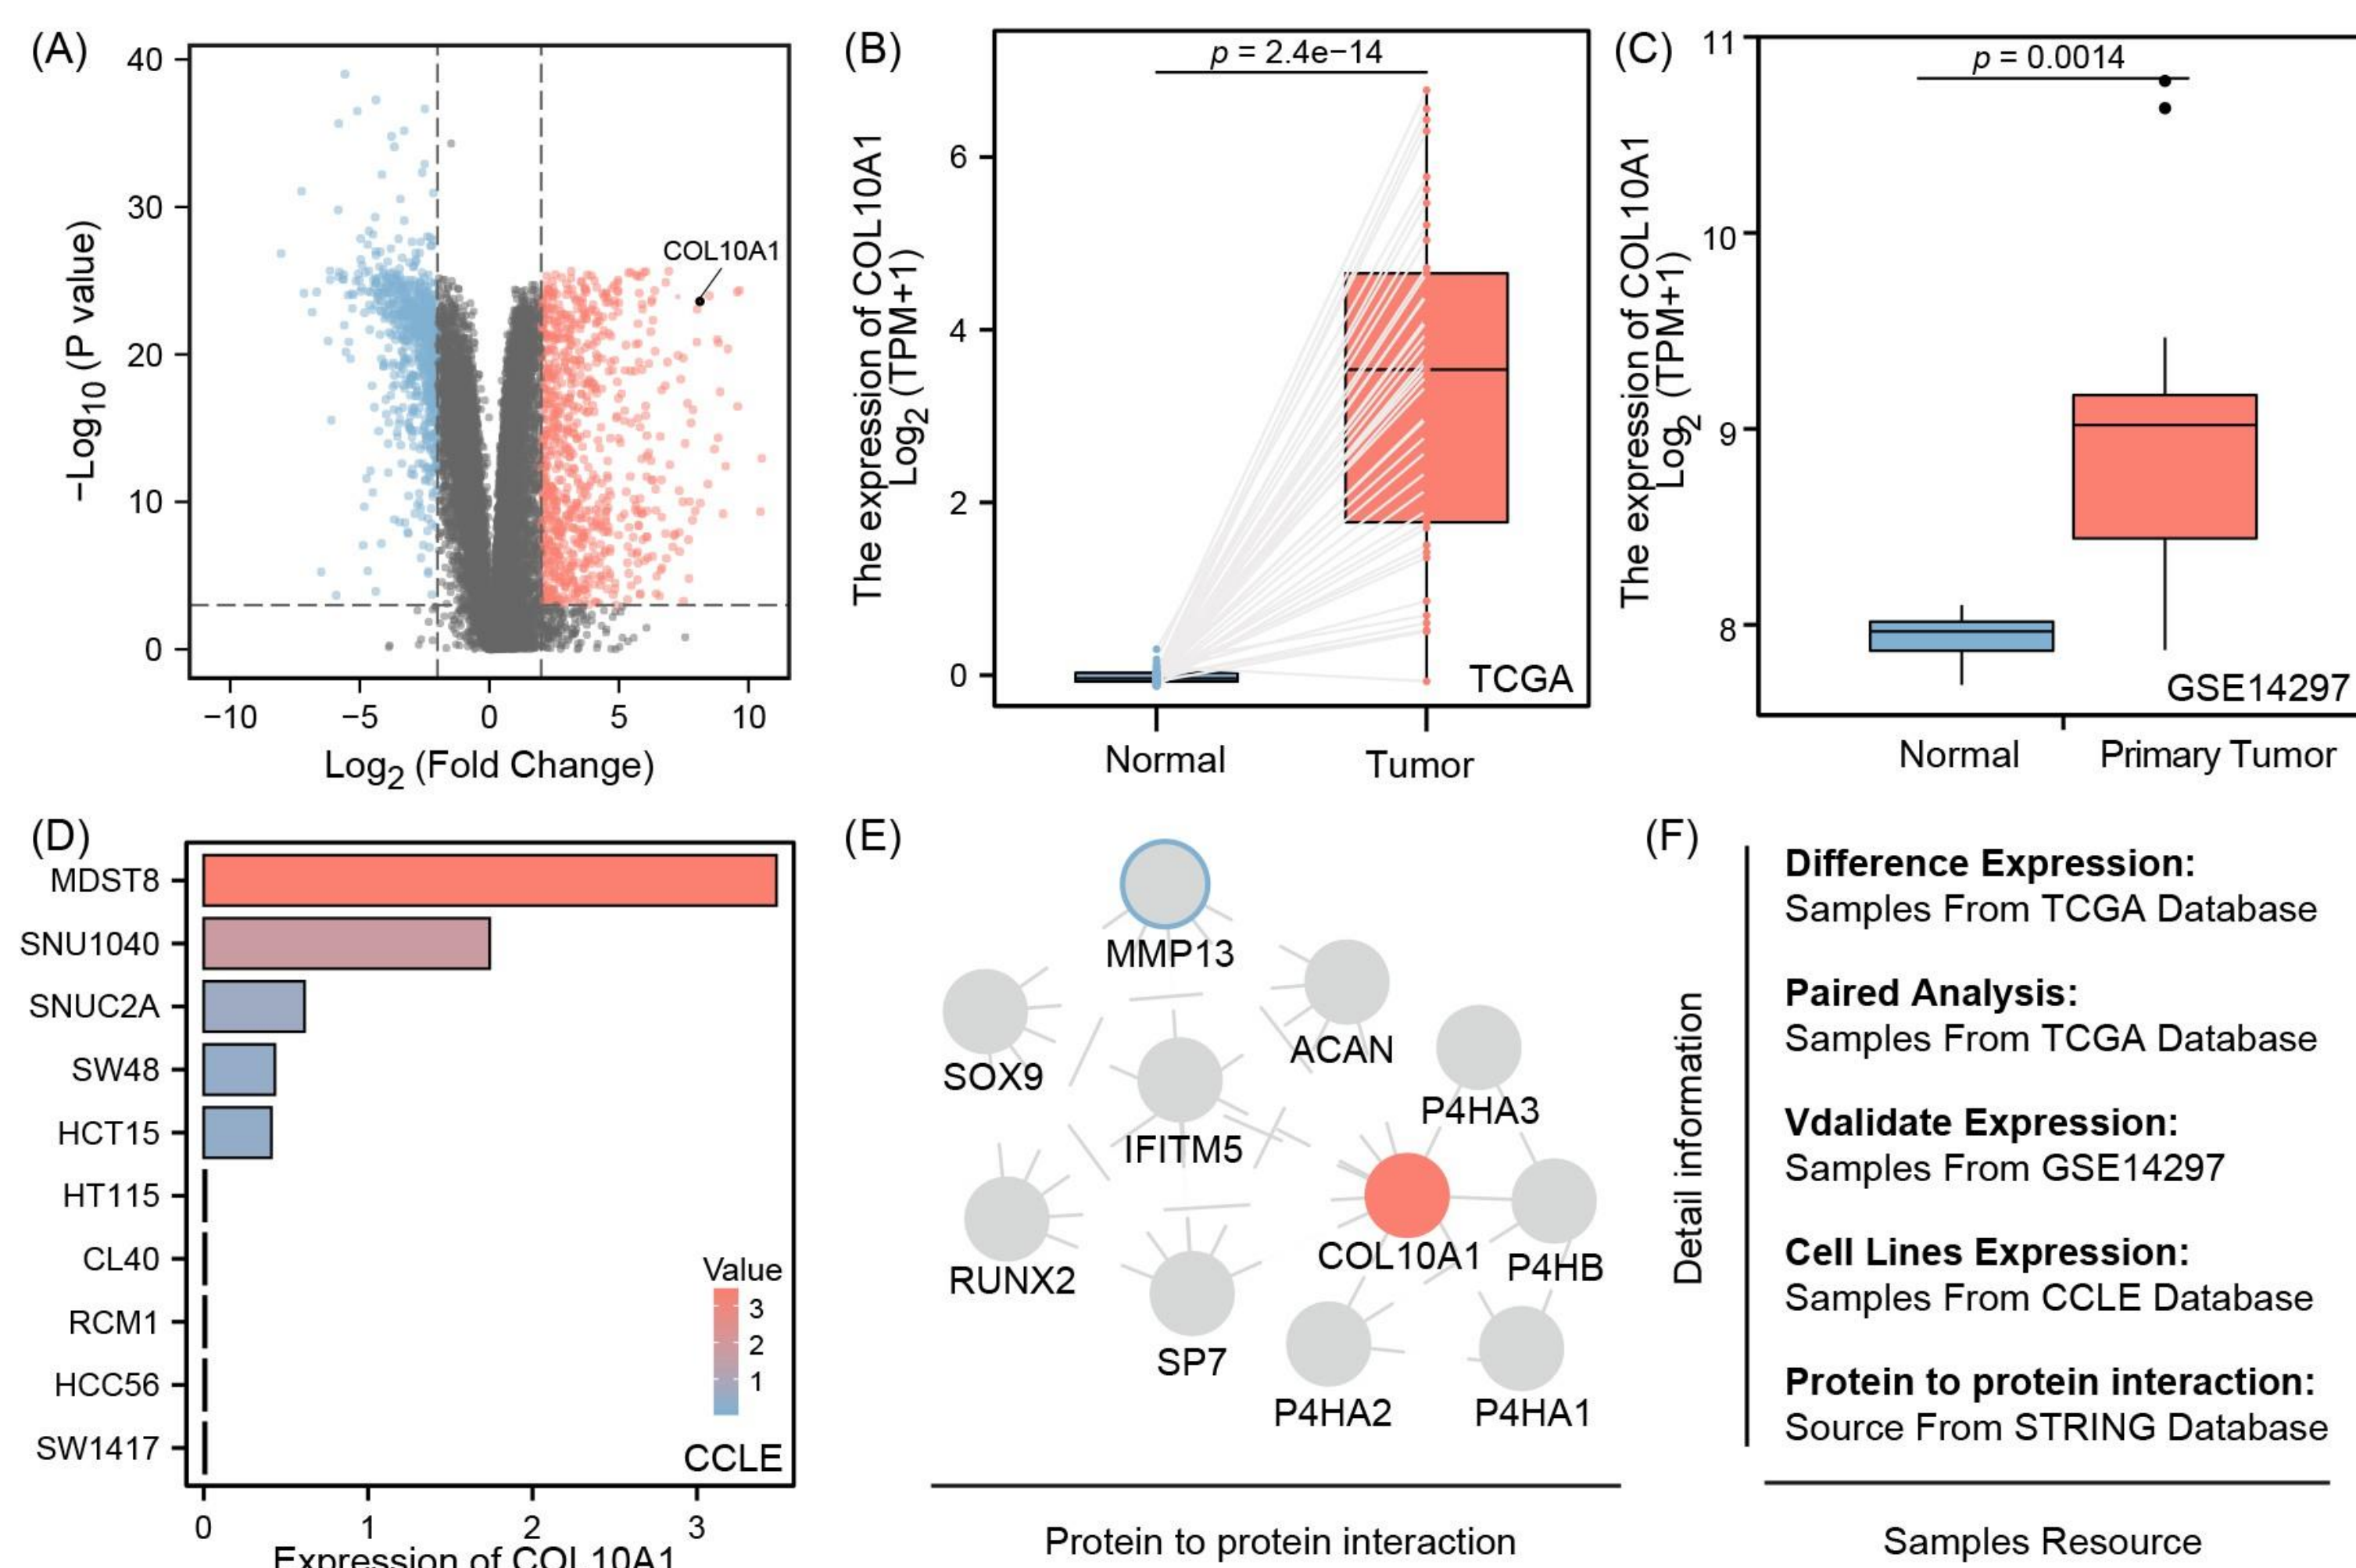 (A)
40
30
20
10
0
−Log10 (P value)
COL10A1
−10 −5 0 5 10
Log2 (Fold Change)
(B)
p = 2.4e−14
6
4
2
0
The expression of COL10A1
Log2 (TPM+1)
TCGA
Normal Tumor
(C)
p = 0.0014
11
10
9
8
The expression of COL10A1
Log2 (TPM+1)
GSE14297
Normal Primary Tumor
(D)
MDST8
SNU1040
SNUC2A
SW48
HCT15
HT115
CL40
RCM1
HCC56
SW1417
Value
3
2
1
CCLE
0 1 2 3
Expression of COL10A1
(E)
MMP13
SOX9
ACAN
P4HA3
IFITM5
COL10A1
P4HB
RUNX2
SP7
P4HA2
P4HA1
Protein to protein interaction
(F)
Detail information
Difference Expression:
Samples From TCGA Database
Paired Analysis:
Samples From TCGA Database
Vdalidate Expression:
Samples From GSE14297
Cell Lines Expression:
Samples From CCLE Database
Protein to protein interaction:
Source From STRING Database
Samples Resource